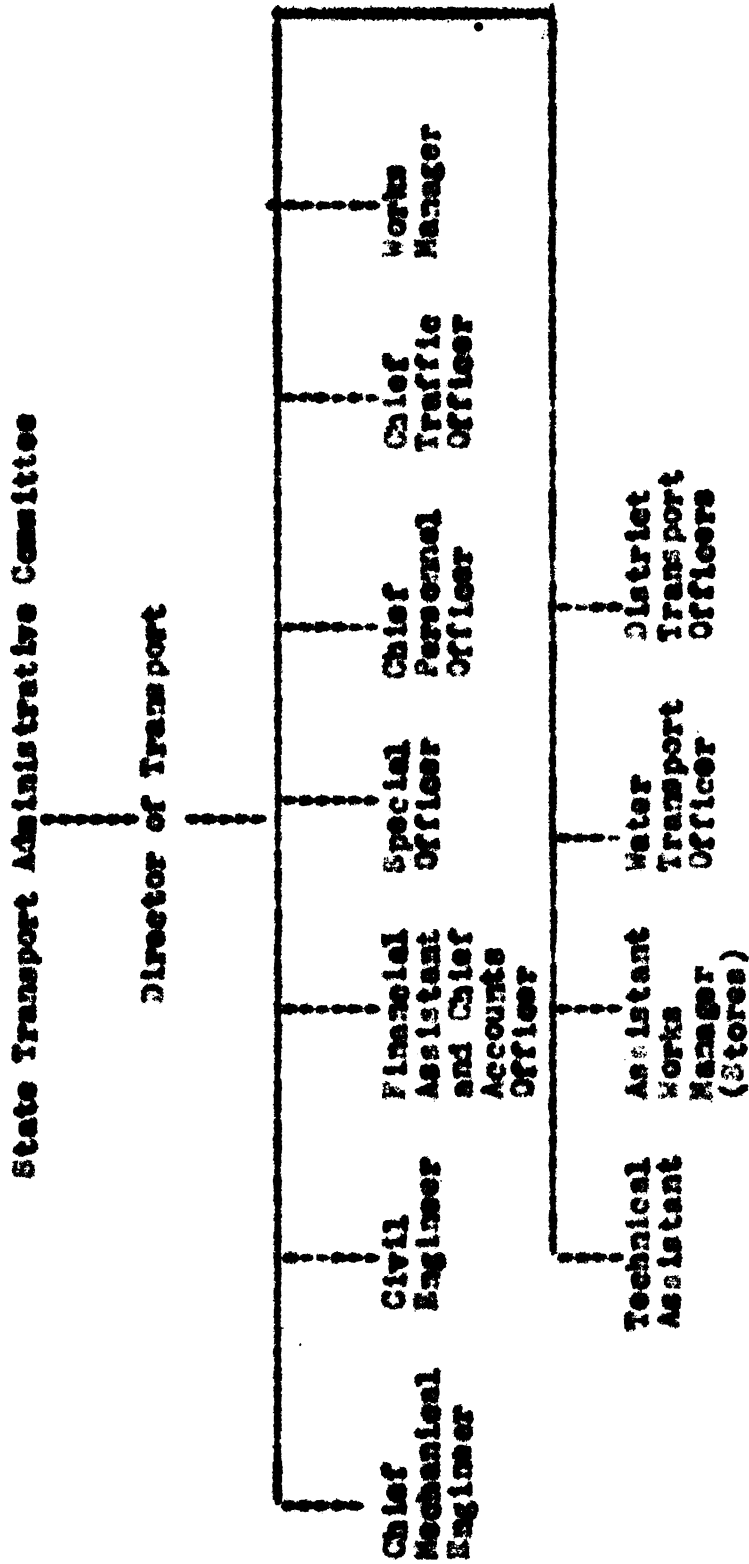 State Transport Administrative Committee
Director of Transport
Chief
Mechanical
Engineer
Civil
Engineer
Financial
Assistant
and Chief
Accounts
Officer
Special
Officer
Chief
Personnel
Officer
Chief
Traffic
Officer
Works
Manager
Technical
Assistant
Assistant
Works
Manager
(Stores)
Water
Transport
Officer
District
Transport
Officers